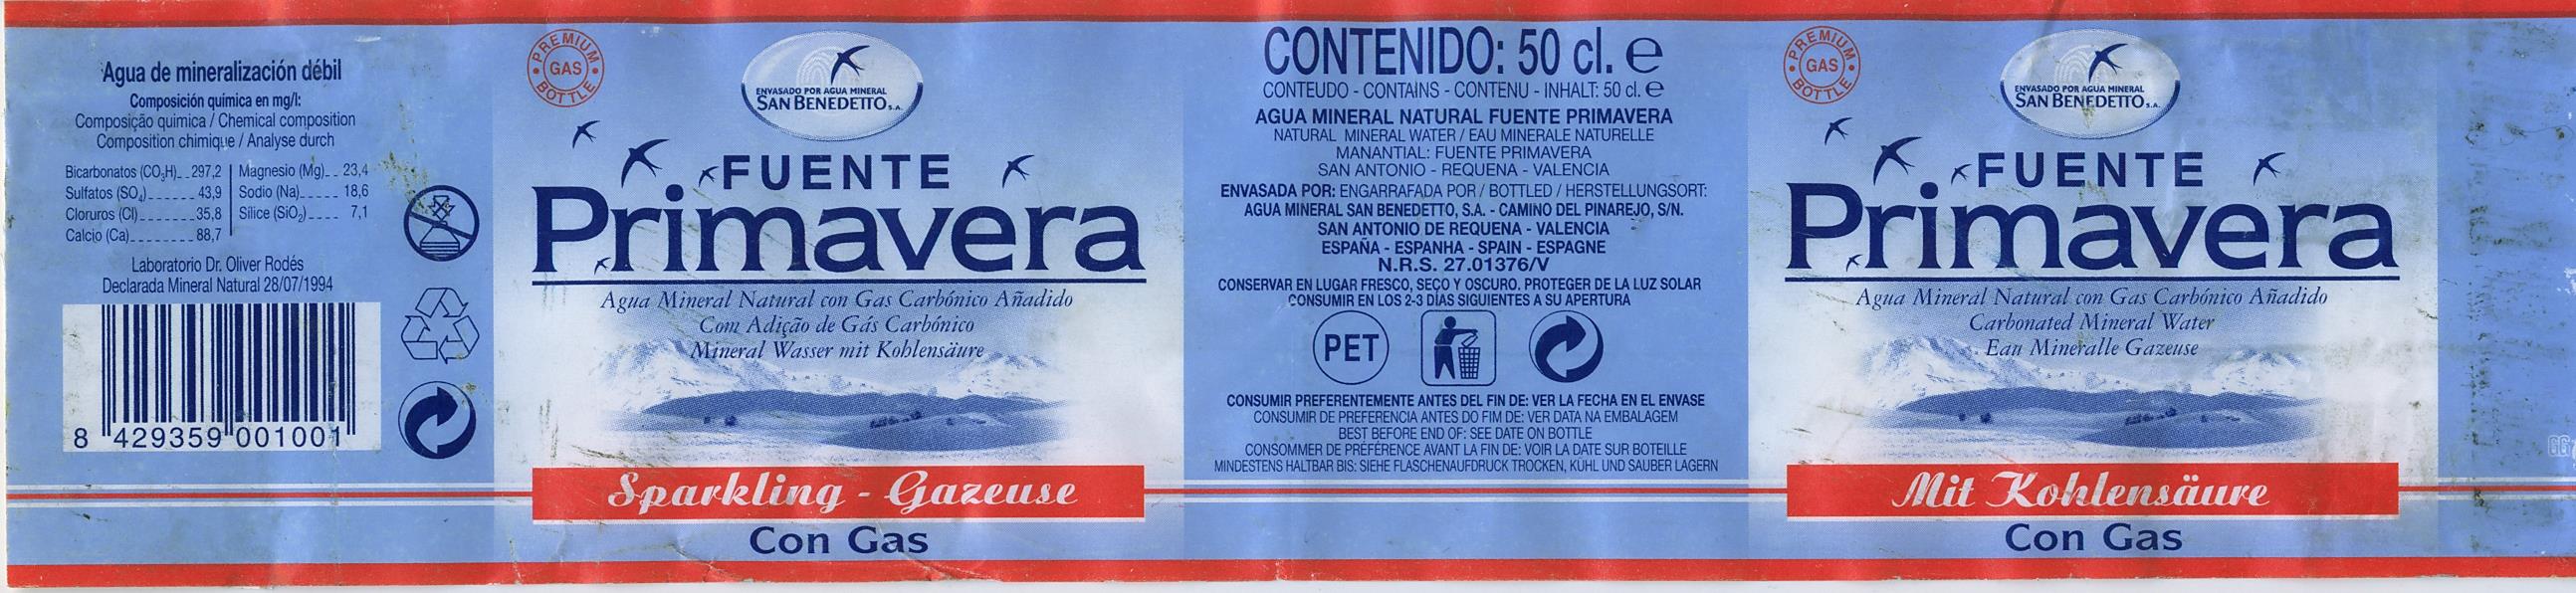 Agua de mineralización débil
Composición química en mg/l:
Composição quimica / Chemical composition
Composition chimique / Analyse durch
Bicarbonatos (CO₃H)_ _ 297,2 | Magnesio (Mg)_ _ 23,4
Sulfatos (SO₄)_ _ _ _ _ _ 43,9 | Sodio (Na)_ _ _ _ _ 18,6
Cloruros (Cl)_ _ _ _ _ _ _ 35,8 | Sílice (SiO₂)_ _ _ _ 7,1
Calcio (Ca)_ _ _ _ _ _ _ _ 88,7
Laboratorio Dr. Oliver Rodés
Declarada Mineral Natural 28/07/1994
8 429359 001001
PREMIUM
GAS
BOTTLE
ENVASADO POR AGUA MINERAL
SAN BENEDETTO S.A.
FUENTE
Primavera
Agua Mineral Natural con Gas Carbónico Añadido
Com Adição de Gás Carbónico
Mineral Wasser mit Kohlensäure
Sparkling - Gazeuse
Con Gas
CONTENIDO: 50 cl. e
CONTEUDO - CONTAINS - CONTENU - INHALT: 50 cl. e
AGUA MINERAL NATURAL FUENTE PRIMAVERA
NATURAL MINERAL WATER / EAU MINERALE NATURELLE
MANANTIAL: FUENTE PRIMAVERA
SAN ANTONIO - REQUENA - VALENCIA
ENVASADA POR: ENGARRAFADA POR / BOTTLED / HERSTELLUNGSORT:
AGUA MINERAL SAN BENEDETTO, S.A. - CAMINO DEL PINAREJO, S/N.
SAN ANTONIO DE REQUENA - VALENCIA
ESPAÑA - ESPANHA - SPAIN - ESPAGNE
N.R.S. 27.01376/V
CONSERVAR EN LUGAR FRESCO, SECO Y OSCURO. PROTEGER DE LA LUZ SOLAR
CONSUMIR EN LOS 2-3 DÍAS SIGUIENTES A SU APERTURA
PET
CONSUMIR PREFERENTEMENTE ANTES DEL FIN DE: VER LA FECHA EN EL ENVASE
CONSUMIR DE PREFERENCIA ANTES DO FIM DE: VER DATA NA EMBALAGEM
BEST BEFORE END OF: SEE DATE ON BOTTLE
CONSOMMER DE PRÉFÉRENCE AVANT LA FIN DE: VOIR LA DATE SUR BOTEILLE
MINDESTENS HALTBAR BIS: SIEHE FLASCHENAUFDRUCK TROCKEN, KÜHL UND SAUBER LAGERN
PREMIUM
GAS
BOTTLE
ENVASADO POR AGUA MINERAL
SAN BENEDETTO S.A.
FUENTE
Primavera
Agua Mineral Natural con Gas Carbónico Añadido
Carbonated Mineral Water
Eau Mineralle Gazeuse
Mit Kohlensäure
Con Gas